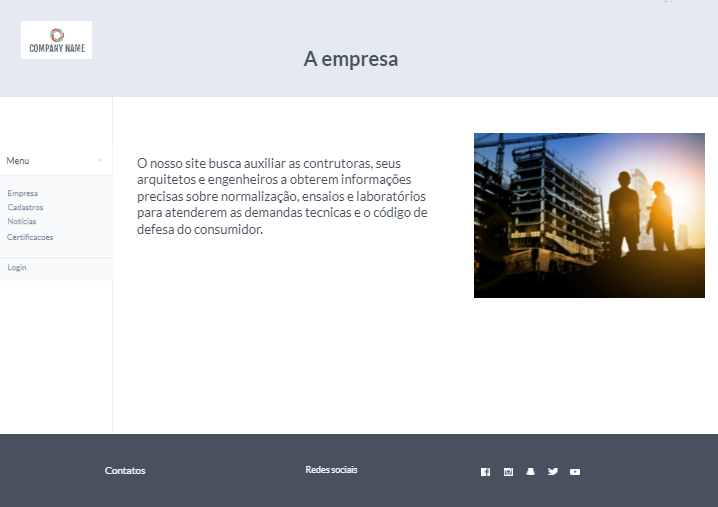 COMPANY NAME
A empresa
Menu
Empresa
Cadastros
Notícias
Certificacoes
Login
O nosso site busca auxiliar as contrutoras, seus
arquitetos e engenheiros a obterem informações
precisas sobre normalização, ensaios e laboratórios
para atenderem as demandas tecnicas e o código de
defesa do consumidor.
Contatos
Redes sociais